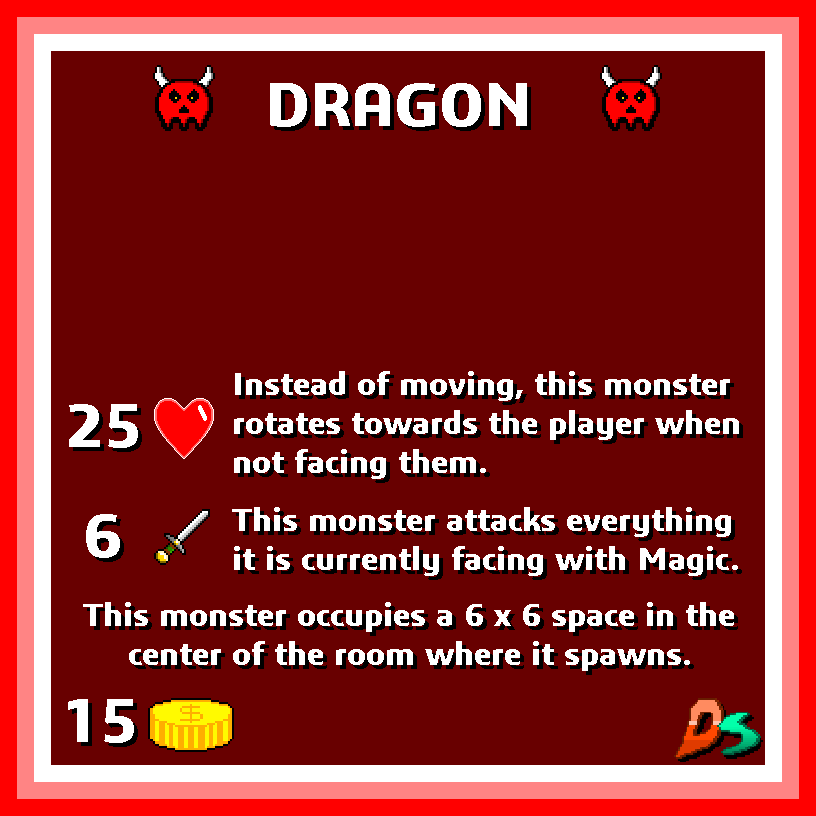 DRAGON
Instead of moving, this monster
rotates towards the player when
not facing them.
25
This monster attacks everything
it is currently facing with Magic.
6
This monster occupies a 6 x 6 space in the
center of the room where it spawns.
15
$
DS